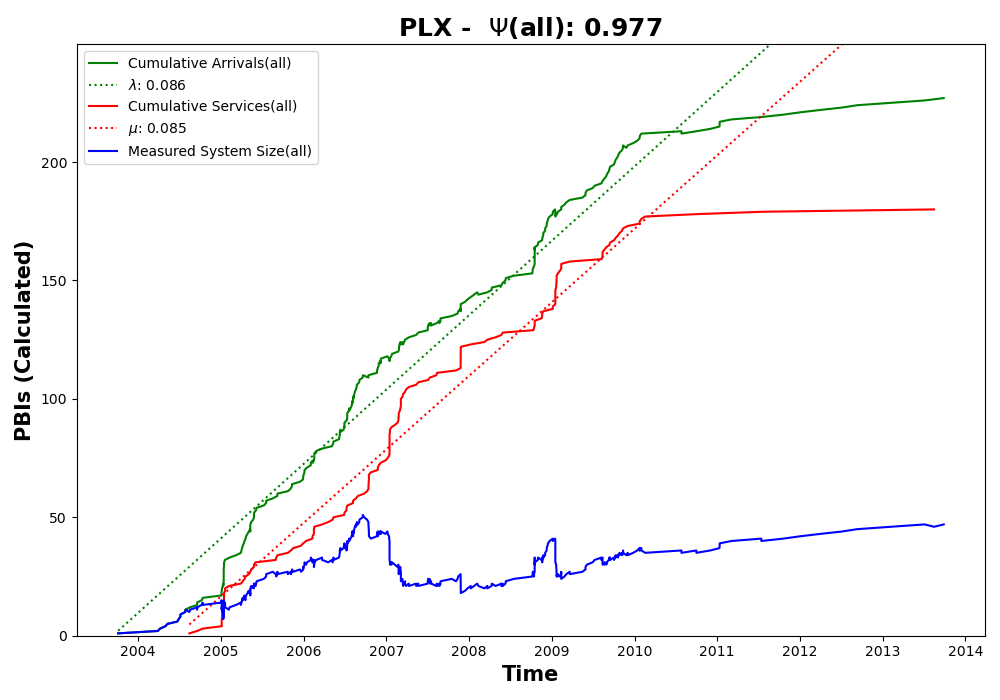 PLX - Ψ(all): 0.977
Cumulative Arrivals(all)
λ: 0.086
Cumulative Services(all)
μ: 0.085
Measured System Size(all)
PBIs (Calculated)
200
150
100
50
0
2004 2005 2006 2007 2008 2009 2010 2011 2012 2013 2014
Time